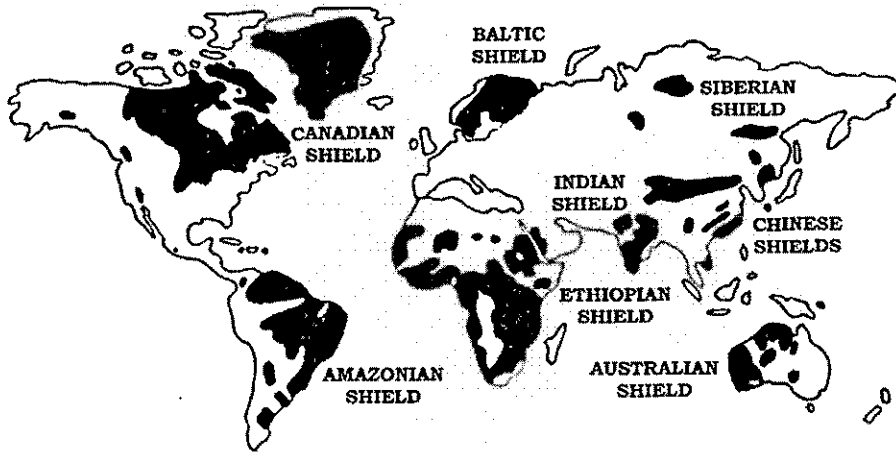 BALTIC
SHIELD
SIBERIAN
SHIELD
CANADIAN
SHIELD
INDIAN
SHIELD
CHINESE
SHIELDS
ETHIOPIAN
SHIELD
AMAZONIAN
SHIELD
AUSTRALIAN
SHIELD